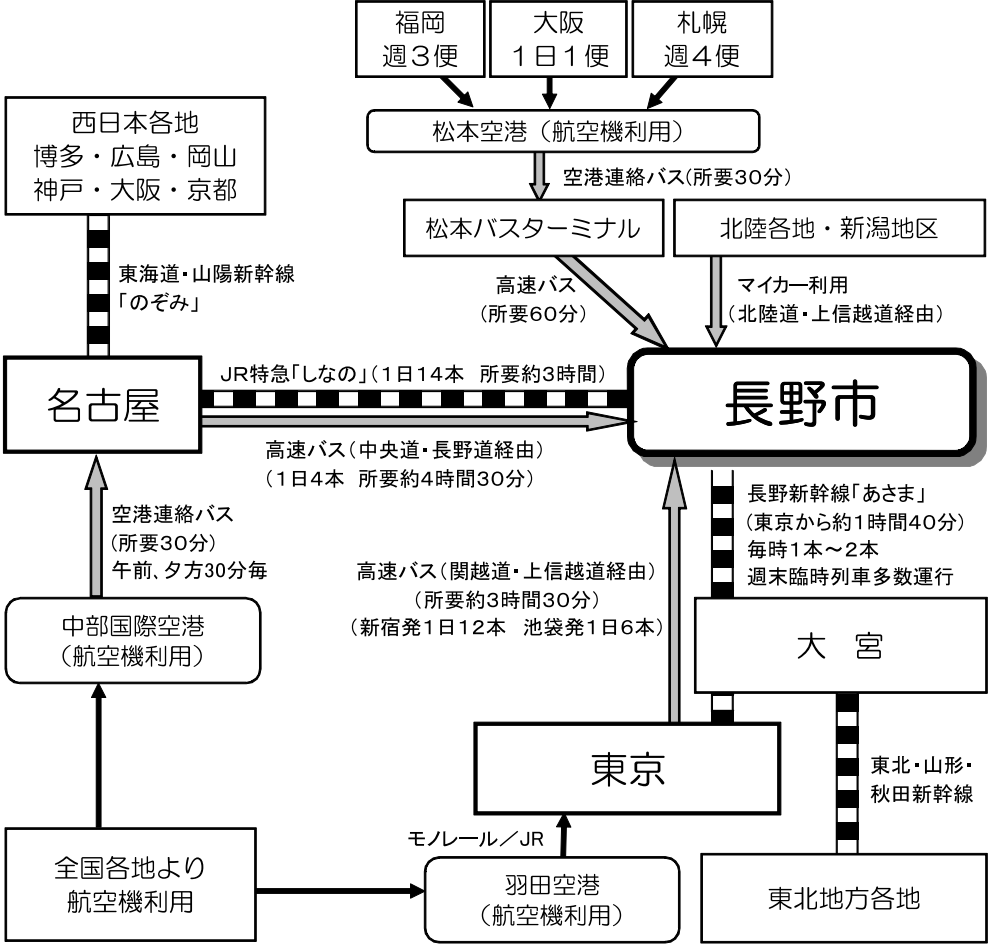 福岡
週３便
大阪
１日１便
札幌
週４便
松本空港（航空機利用）
空港連絡バス(所要30分)
西日本各地
博多・広島・岡山
神戸・大阪・京都
松本バスターミナル
北陸各地・新潟地区
東海道・山陽新幹線
「のぞみ」
高速バス
(所要60分)
マイカー利用
(北陸道・上信越道経由)
名古屋
JR特急「しなの」(1日14本 所要約3時間)
長野市
高速バス(中央道・長野道経由)
(1日4本 所要約4時間30分)
空港連絡バス
(所要30分)
午前、夕方30分毎
長野新幹線「あさま」
(東京から約1時間40分)
毎時1本～2本
週末臨時列車多数運行
高速バス(関越道・上信越道経由)
(所要約3時間30分)
(新宿発1日12本 池袋発1日6本)
中部国際空港
（航空機利用）
大　宮
東京
東北・山形・
秋田新幹線
モノレール／JR
全国各地より
航空機利用
羽田空港
（航空機利用）
東北地方各地